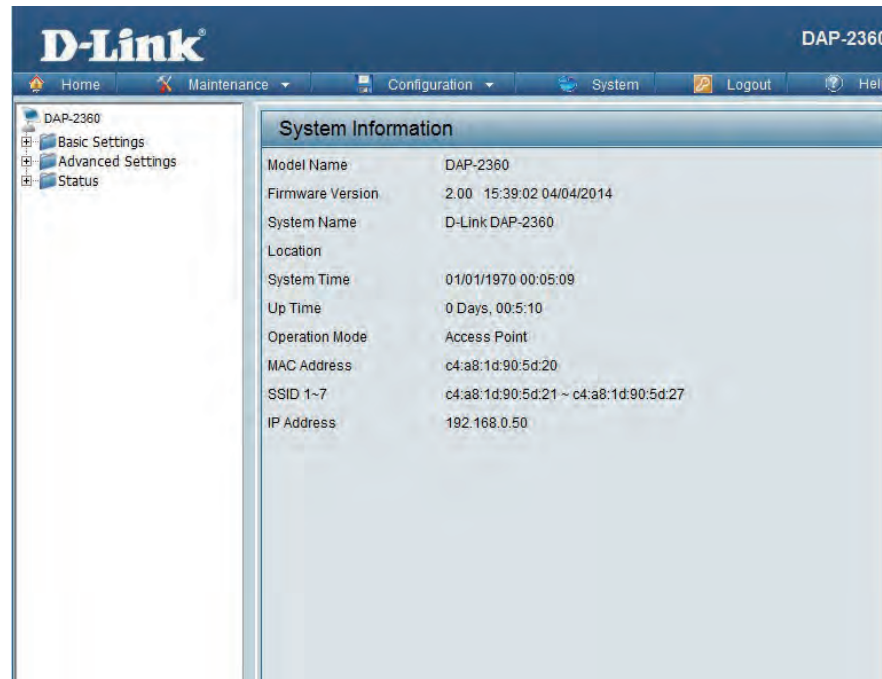 D-Link®
DAP-2360
Home Maintenance Configuration System Logout Hel
DAP-2360
Basic Settings
Advanced Settings
Status
System Information
Model Name DAP-2360
Firmware Version 2.00 15:39:02 04/04/2014
System Name D-Link DAP-2360
Location
System Time 01/01/1970 00:05:09
Up Time 0 Days, 00:5:10
Operation Mode Access Point
MAC Address c4:a8:1d:90:5d:20
SSID 1~7 c4:a8:1d:90:5d:21 ~ c4:a8:1d:90:5d:27
IP Address 192.168.0.50